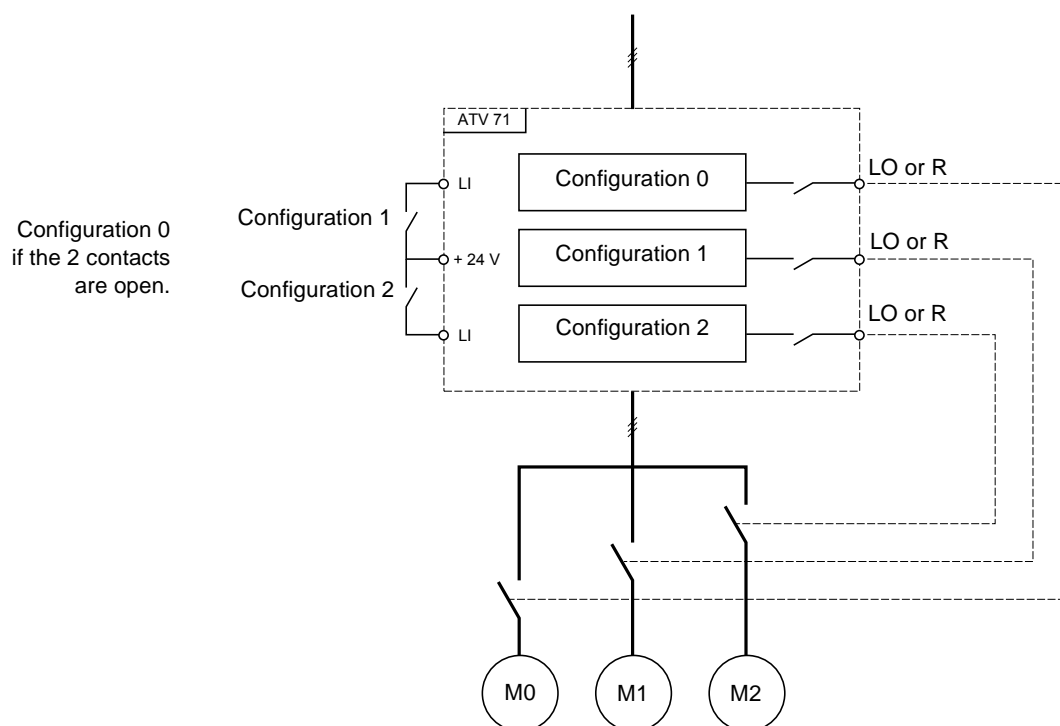 ATV 71
LI
Configuration 0
LO or R
Configuration 1
Configuration 0
if the 2 contacts
are open.
+ 24 V
Configuration 1
LO or R
Configuration 2
LI
Configuration 2
LO or R
M0
M1
M2